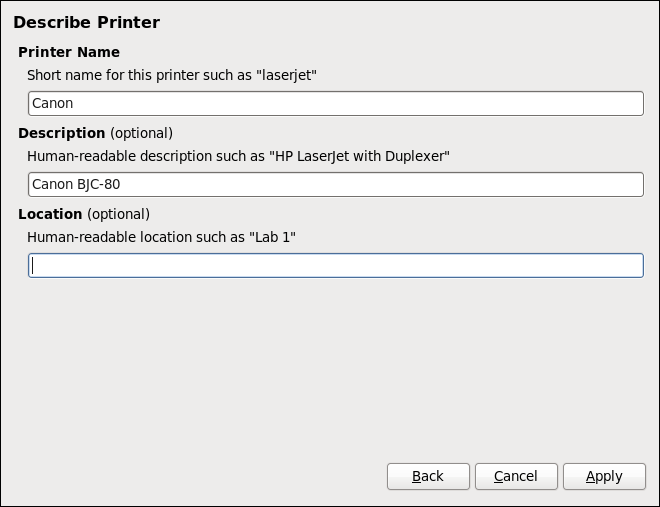 Describe Printer
Printer Name
Short name for this printer such as "laserjet"
Canon
Description (optional)
Human-readable description such as "HP LaserJet with Duplexer"
Canon BJC-80
Location (optional)
Human-readable location such as "Lab 1"
Back Cancel Apply